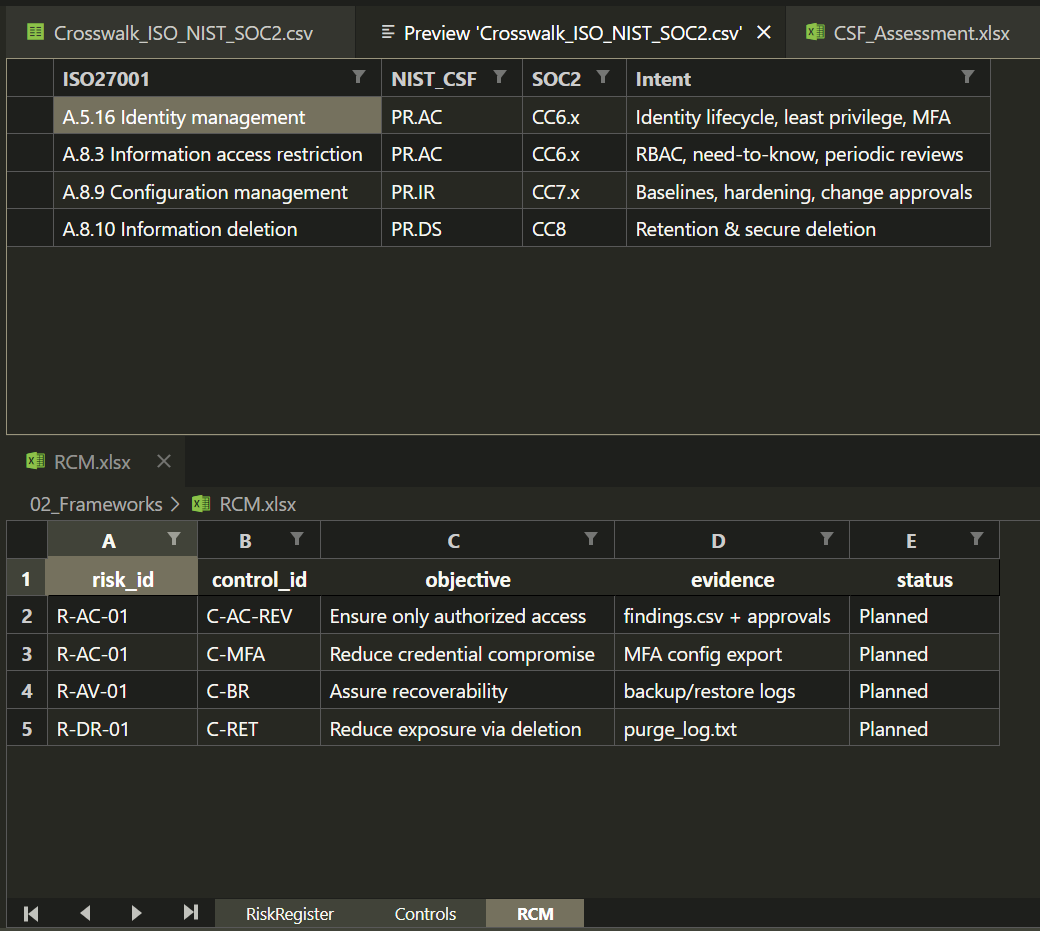 Crosswalk_ISO_NIST_SOC2.csv Preview 'Crosswalk_ISO_NIST_SOC2.csv' CSF_Assessment.xlsx
ISO27001 NIST_CSF SOC2 Intent
A.5.16 Identity management PR.AC CC6.x Identity lifecycle, least privilege, MFA
A.8.3 Information access restriction PR.AC CC6.x RBAC, need-to-know, periodic reviews
A.8.9 Configuration management PR.IR CC7.x Baselines, hardening, change approvals
A.8.10 Information deletion PR.DS CC8 Retention & secure deletion
RCM.xlsx
02_Frameworks > RCM.xlsx
A B C D E
1 risk_id control_id objective evidence status
2 R-AC-01 C-AC-REV Ensure only authorized access findings.csv + approvals Planned
3 R-AC-01 C-MFA Reduce credential compromise MFA config export Planned
4 R-AV-01 C-BR Assure recoverability backup/restore logs Planned
5 R-DR-01 C-RET Reduce exposure via deletion purge_log.txt Planned
RiskRegister Controls RCM